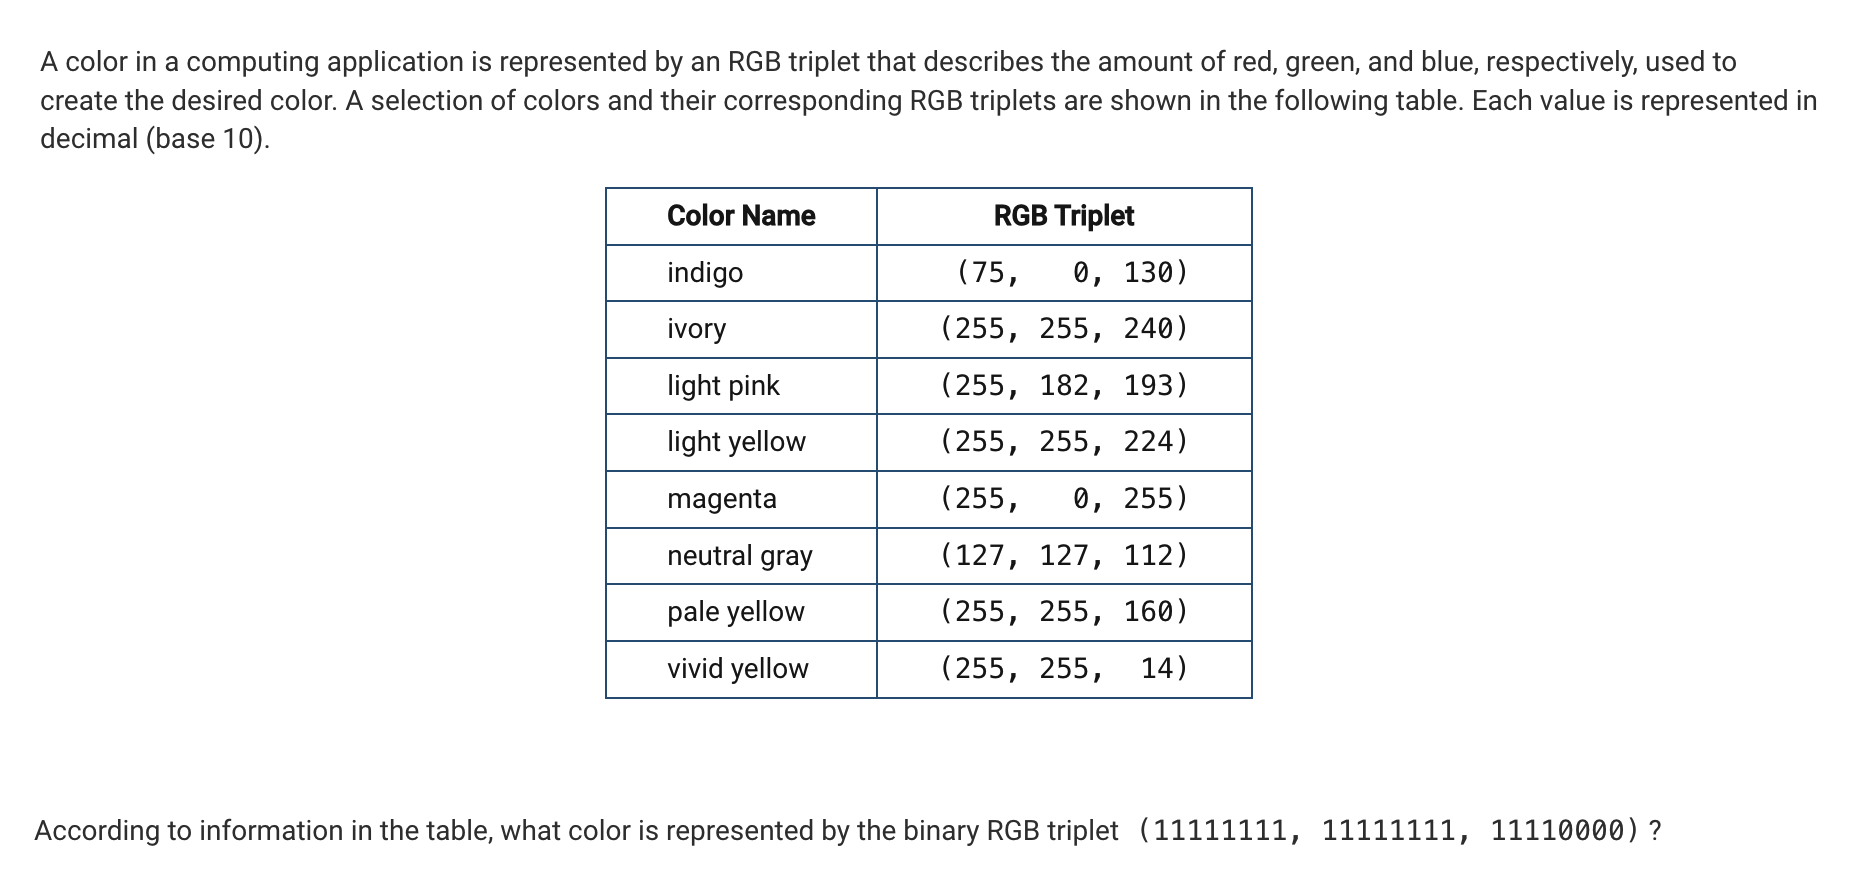 A color in a computing application is represented by an RGB triplet that describes the amount of red, green, and blue, respectively, used to
create the desired color. A selection of colors and their corresponding RGB triplets are shown in the following table. Each value is represented in
decimal (base 10).
Color Name RGB Triplet
indigo (75, 0, 130)
ivory (255, 255, 240)
light pink (255, 182, 193)
light yellow (255, 255, 224)
magenta (255, 0, 255)
neutral gray (127, 127, 112)
pale yellow (255, 255, 160)
vivid yellow (255, 255, 14)
According to information in the table, what color is represented by the binary RGB triplet (11111111, 11111111, 11110000) ?